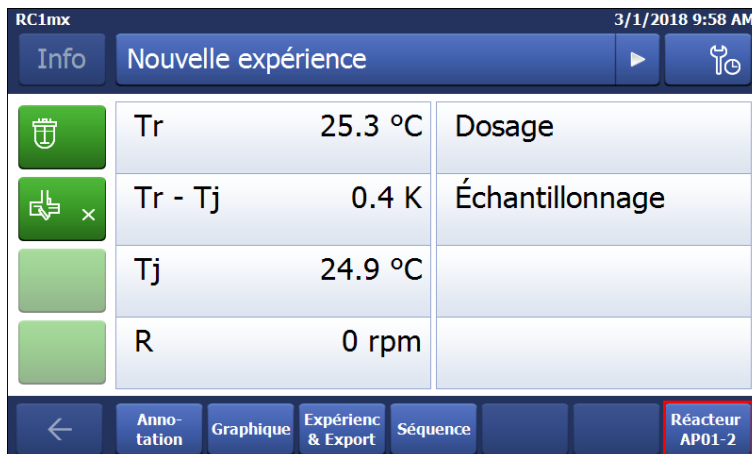 RC1mx 3/1/2018 9:58 AM
Info Nouvelle expérience
Tr 25.3 °C Dosage
Tr - Tj 0.4 K Échantillonnage
Tj 24.9 °C
R 0 rpm
Anno-
tation
Graphique
Expérienc
& Export
Séquence
Réacteur
AP01-2